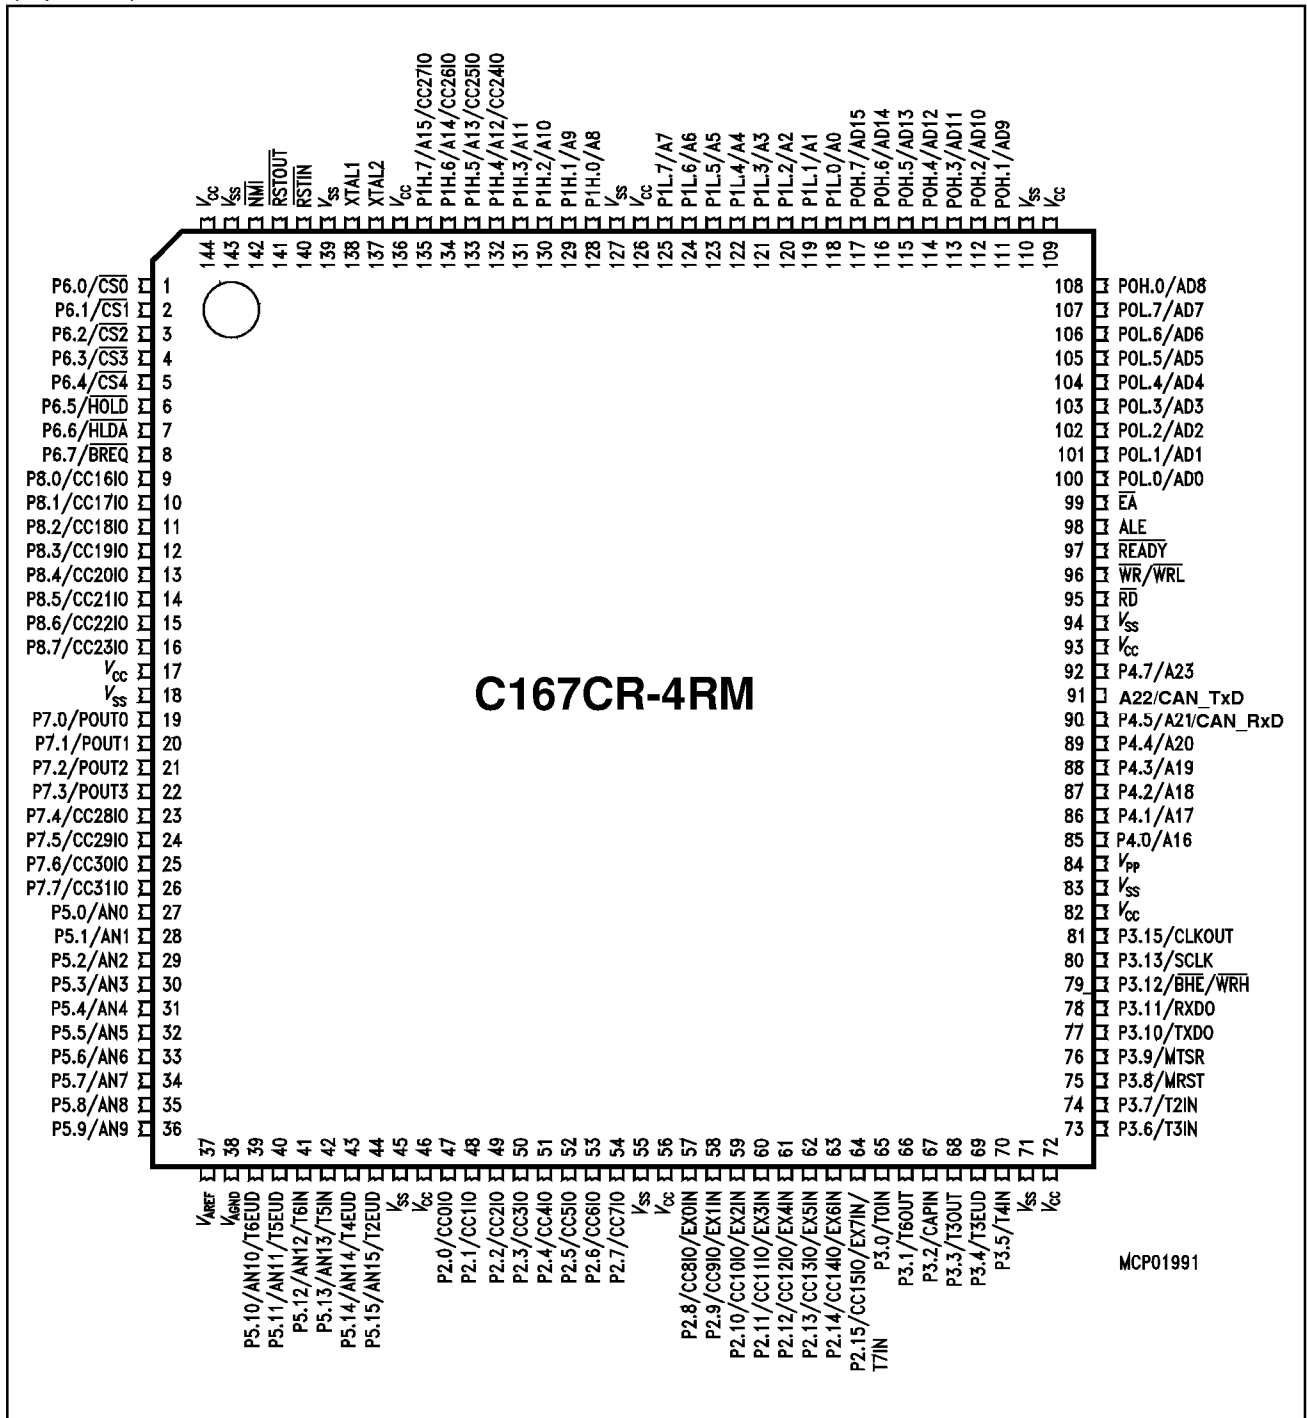 VCC
VSS
NMI
RSTOUT
RSTIN
VSS
XTAL1
XTAL2
VCC
P1H.7/A15/CC27IO
P1H.6/A14/CC26IO
P1H.5/A13/CC25IO
P1H.4/A12/CC24IO
P1H.3/A11
P1H.2/A10
P1H.1/A9
P1H.0/A8
VSS
VCC
P1L.7/A7
P1L.6/A6
P1L.5/A5
P1L.4/A4
P1L.3/A3
P1L.2/A2
P1L.1/A1
P1L.0/A0
P0H.7/AD15
P0H.6/AD14
P0H.5/AD13
P0H.4/AD12
P0H.3/AD11
P0H.2/AD10
P0H.1/AD9
VSS
VCC
144 143 142 141 140 139 138 137 136 135 134 133 132 131 130 129 128 127 126 125 124 123 122 121 120 119 118 117 116 115 114 113 112 111 110 109
P6.0/CS0 1
P6.1/CS1 2
P6.2/CS2 3
P6.3/CS3 4
P6.4/CS4 5
P6.5/HOLD 6
P6.6/HLDA 7
P6.7/BREQ 8
P8.0/CC16IO 9
P8.1/CC17IO 10
P8.2/CC18IO 11
P8.3/CC19IO 12
P8.4/CC20IO 13
P8.5/CC21IO 14
P8.6/CC22IO 15
P8.7/CC23IO 16
VCC 17
VSS 18
P7.0/POUT0 19
P7.1/POUT1 20
P7.2/POUT2 21
P7.3/POUT3 22
P7.4/CC28IO 23
P7.5/CC29IO 24
P7.6/CC30IO 25
P7.7/CC31IO 26
P5.0/AN0 27
P5.1/AN1 28
P5.2/AN2 29
P5.3/AN3 30
P5.4/AN4 31
P5.5/AN5 32
P5.6/AN6 33
P5.7/AN7 34
P5.8/AN8 35
P5.9/AN9 36
C167CR-4RM
108 P0H.0/AD8
107 P0L.7/AD7
106 P0L.6/AD6
105 P0L.5/AD5
104 P0L.4/AD4
103 P0L.3/AD3
102 P0L.2/AD2
101 P0L.1/AD1
100 P0L.0/AD0
99 EA
98 ALE
97 READY
96 WR/WRL
95 RD
94 VSS
93 VCC
92 P4.7/A23
91 A22/CAN_TxD
90 P4.5/A21/CAN_RxD
89 P4.4/A20
88 P4.3/A19
87 P4.2/A18
86 P4.1/A17
85 P4.0/A16
84 VPP
83 VSS
82 VCC
81 P3.15/CLKOUT
80 P3.13/SCLK
79 P3.12/BHE/WRH
78 P3.11/RXD0
77 P3.10/TXD0
76 P3.9/MTSR
75 P3.8/MRST
74 P3.7/T2IN
73 P3.6/T3IN
37 38 39 40 41 42 43 44 45 46 47 48 49 50 51 52 53 54 55 56 57 58 59 60 61 62 63 64 65 66 67 68 69 70 71 72
VAREF
VAGND
P5.10/AN10/T6EUD
P5.11/AN11/T5EUD
P5.12/AN12/T6IN
P5.13/AN13/T5IN
P5.14/AN14/T4EUD
P5.15/AN15/T2EUD
VSS
VCC
P2.0/CC0IO
P2.1/CC1IO
P2.2/CC2IO
P2.3/CC3IO
P2.4/CC4IO
P2.5/CC5IO
P2.6/CC6IO
P2.7/CC7IO
VSS
VCC
P2.8/CC8IO/EX0IN
P2.9/CC9IO/EX1IN
P2.10/CC10IO/EX2IN
P2.11/CC11IO/EX3IN
P2.12/CC12IO/EX4IN
P2.13/CC13IO/EX5IN
P2.14/CC14IO/EX6IN
P2.15/CC15IO/EX7IN/
T7IN
P3.0/T0IN
P3.1/T6OUT
P3.2/CAPIN
P3.3/T3OUT
P3.4/T3EUD
P3.5/T4IN
VSS
VCC
MCP01991